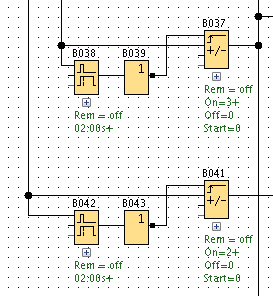 B037
B038 B039
1
+/-
Rem = off
Rem = off On=3+
02:00s+ Off=0
Start=0
B041
B042 B043
1
+/-
Rem = off
Rem = off On=2+
02:00s+ Off=0
Start=0